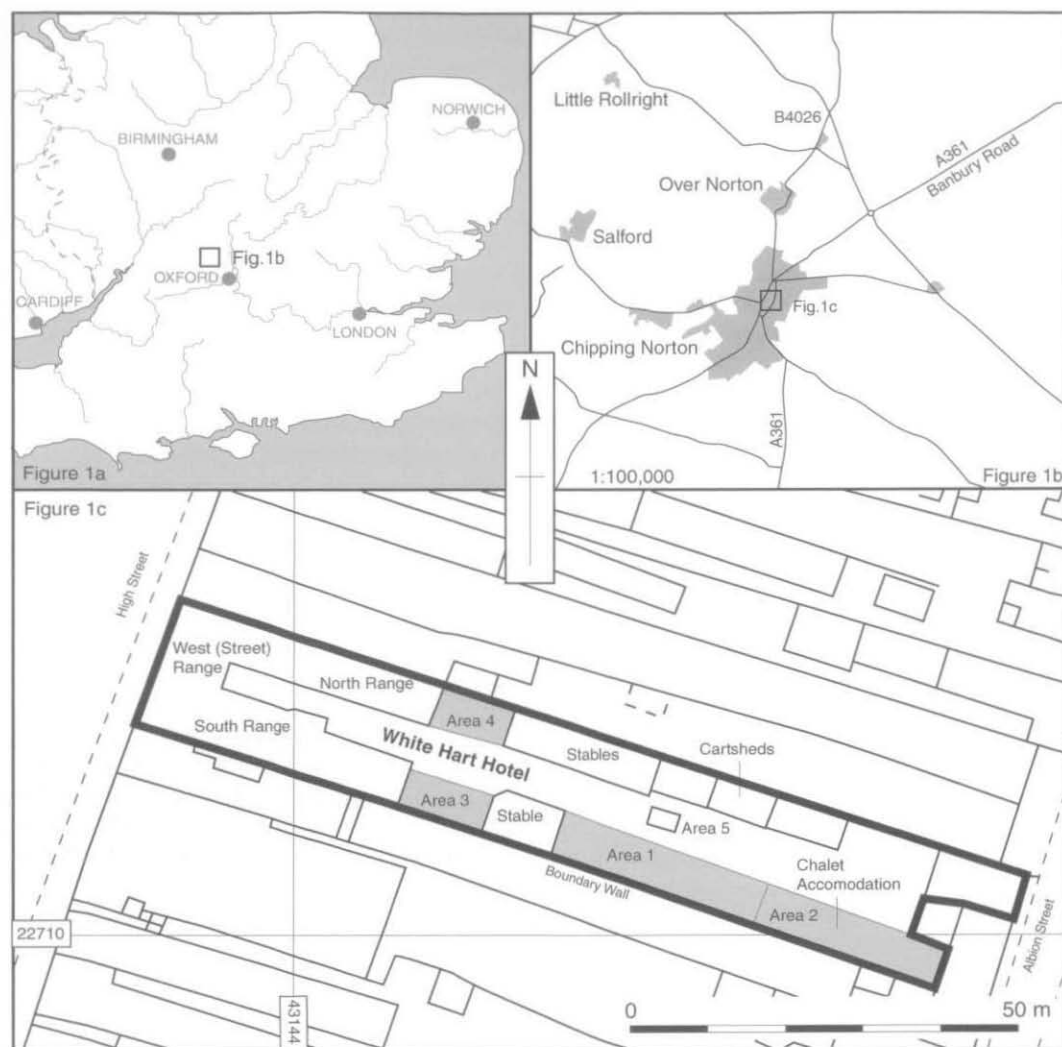 NORWICH
BIRMINGHAM
Fig.1b
OXFORD
CARDIFF
LONDON
Figure 1a
Little Rollright
B4026
A361
Banbury Road
Over Norton
Salford
Fig.1c
Chipping Norton
A361
1:100,000
Figure 1b
N
Figure 1c
High Street
West (Street)
Range
North Range
South Range
Area 4
White Hart Hotel
Stables
Cartsheds
Area 3
Stable
Area 5
Area 1
Boundary Wall
Chalet
Accomodation
Area 2
Albion Street
22710
43144
0
50 m